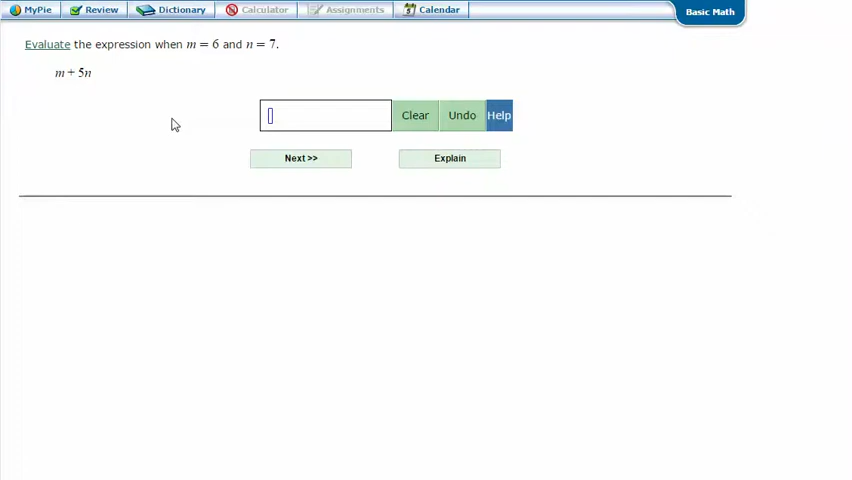 MyPie Review Dictionary Calculator Assignments 5 Calendar Basic Math
Evaluate the expression when m = 6 and n = 7.
m + 5n
Clear Undo Help
Next >> Explain